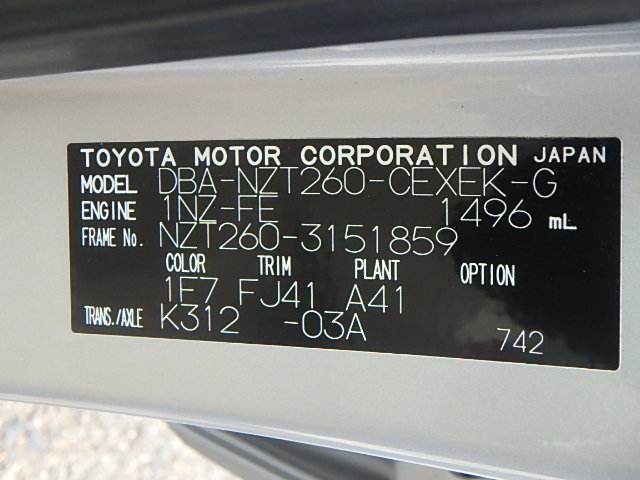 TOYOTA MOTOR CORPORATION JAPAN
MODEL DBA-NZT260-CEXEK-G
ENGINE 1NZ-FE 1496 mL
FRAME No. NZT260-3151859
COLOR TRIM PLANT OPTION
1F7 FJ41 A41
TRANS./AXLE K312 -03A
742